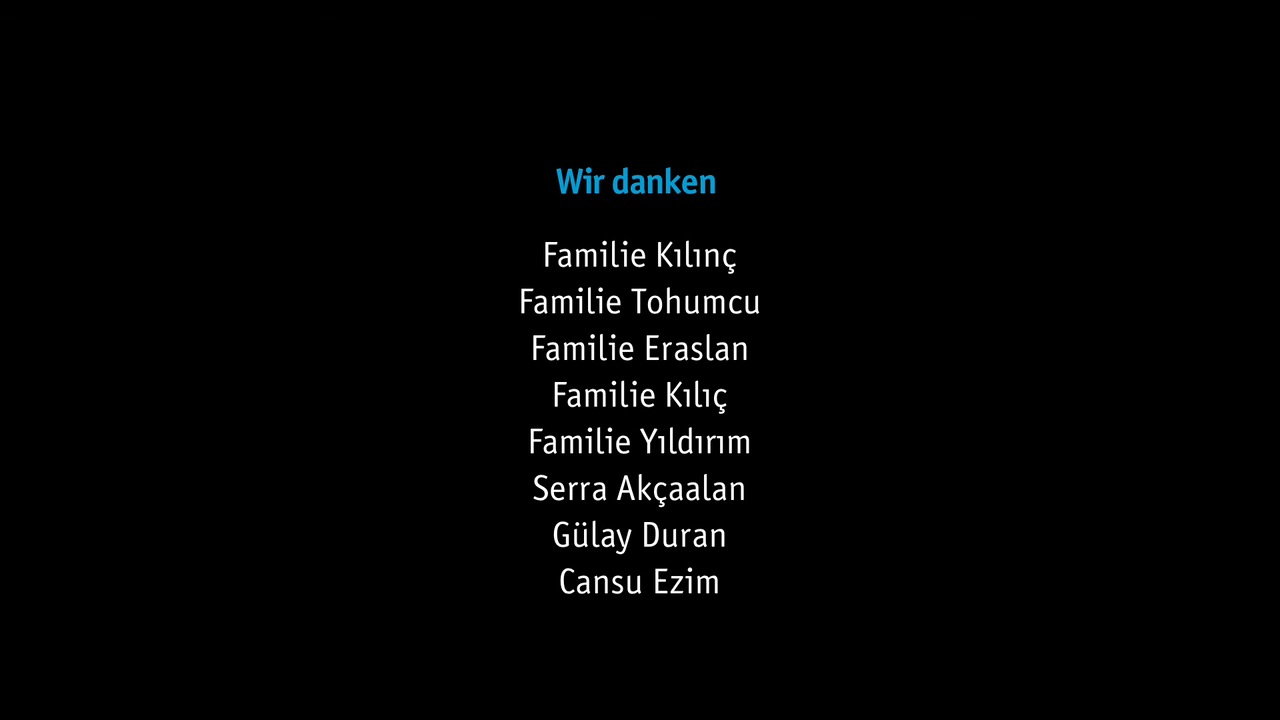 Wir danken
Familie Kılınç
Familie Tohumcu
Familie Eraslan
Familie Kılıç
Familie Yıldırım
Serra Akçaalan
Gülay Duran
Cansu Ezim